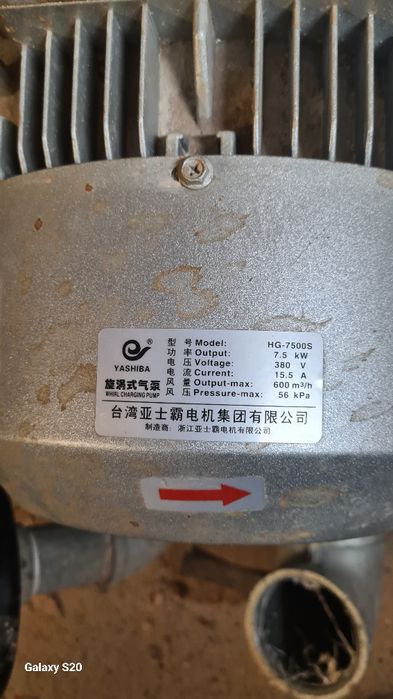 YASHIBA
旋涡式气泵
WHIRL CHARGING PUMP
型 号 Model: HG-7500S
功 率 Output: 7.5 kW
电 压 Voltage: 380 V
电 流 Current: 15.5 A
风 量 Output-max: 600 m³/h
风 压 Pressure-max: 56 kPa
台湾亚士霸电机集团有限公司
制造商：浙江亚士霸电机有限公司
Galaxy S20